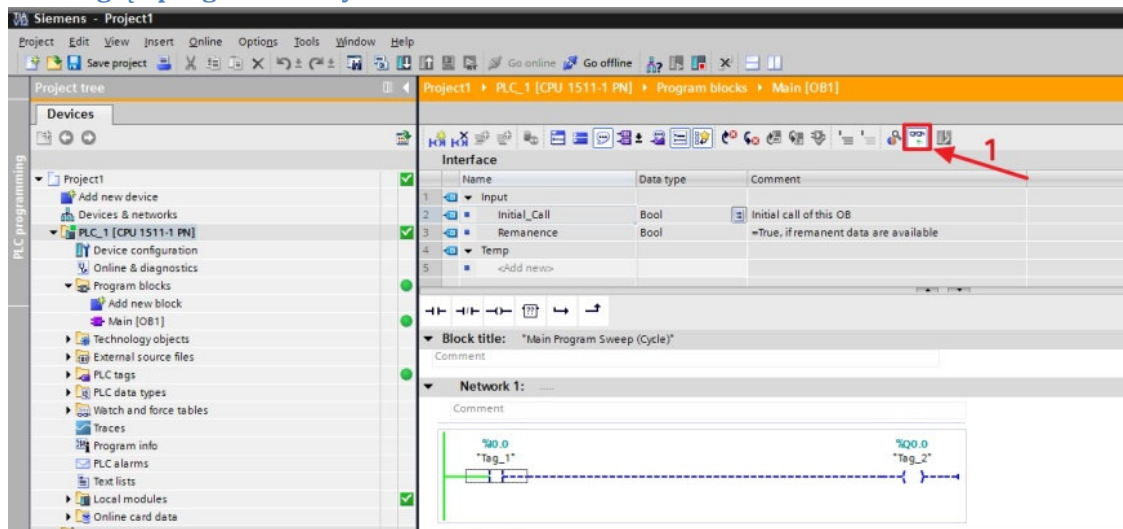 Siemens - Project1
Project Edit View Insert Online Options Tools Window Help
Save project Go online Go offline
Project tree
Project1 PLC_1 [CPU 1511-1 PN] Program blocks Main [OB1]
Devices
1
PLC programming
Interface
Name Data type Comment
1 Input
2 Initial_Call Bool Initial call of this OB
3 Remanence Bool =True, if remanent data are available
4 Temp
5 <Add new>
Project1
Add new device
Devices & networks
PLC_1 [CPU 1511-1 PN]
Device configuration
Online & diagnostics
Program blocks
Add new block
Main [OB1]
Technology objects
External source files
PLC tags
PLC data types
Watch and force tables
Traces
Program info
PLC alarms
Text lists
Local modules
Online card data
??
Block title: "Main Program Sweep (Cycle)"
Comment
Network 1:
Comment
%I0.0 %Q0.0
"Tag_1" "Tag_2"